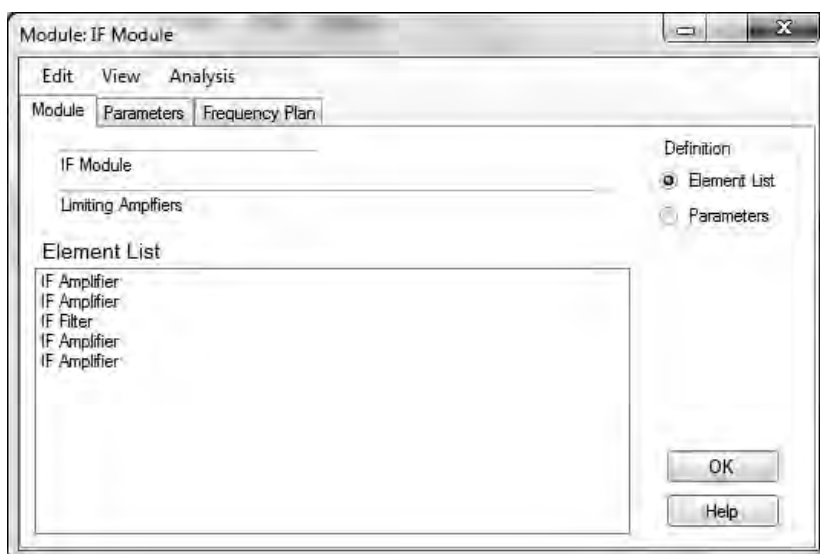 Module: IF Module
Edit View Analysis
Module Parameters Frequency Plan
IF Module
Limiting Amplfiers
Definition
Element List
Parameters
Element List
IF Amplifier
IF Amplifier
IF Filter
IF Amplifier
IF Amplifier
OK
Help